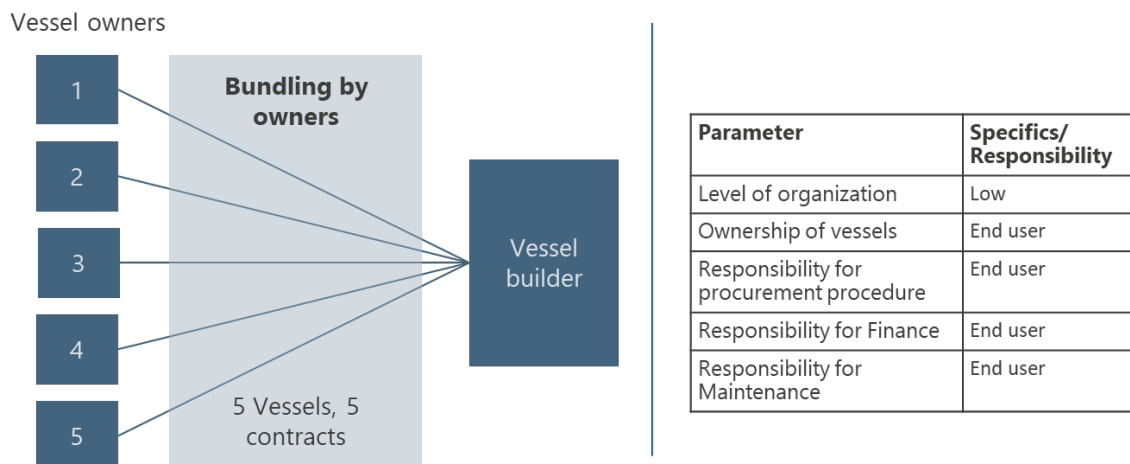 Vessel owners
1
2
3
4
5
Bundling by
owners
5 Vessels, 5
contracts
Vessel
builder
Parameter
Specifics/
Responsibility
Level of organization
Low
Ownership of vessels
End user
Responsibility for
procurement procedure
End user
Responsibility for Finance
End user
Responsibility for
Maintenance
End user